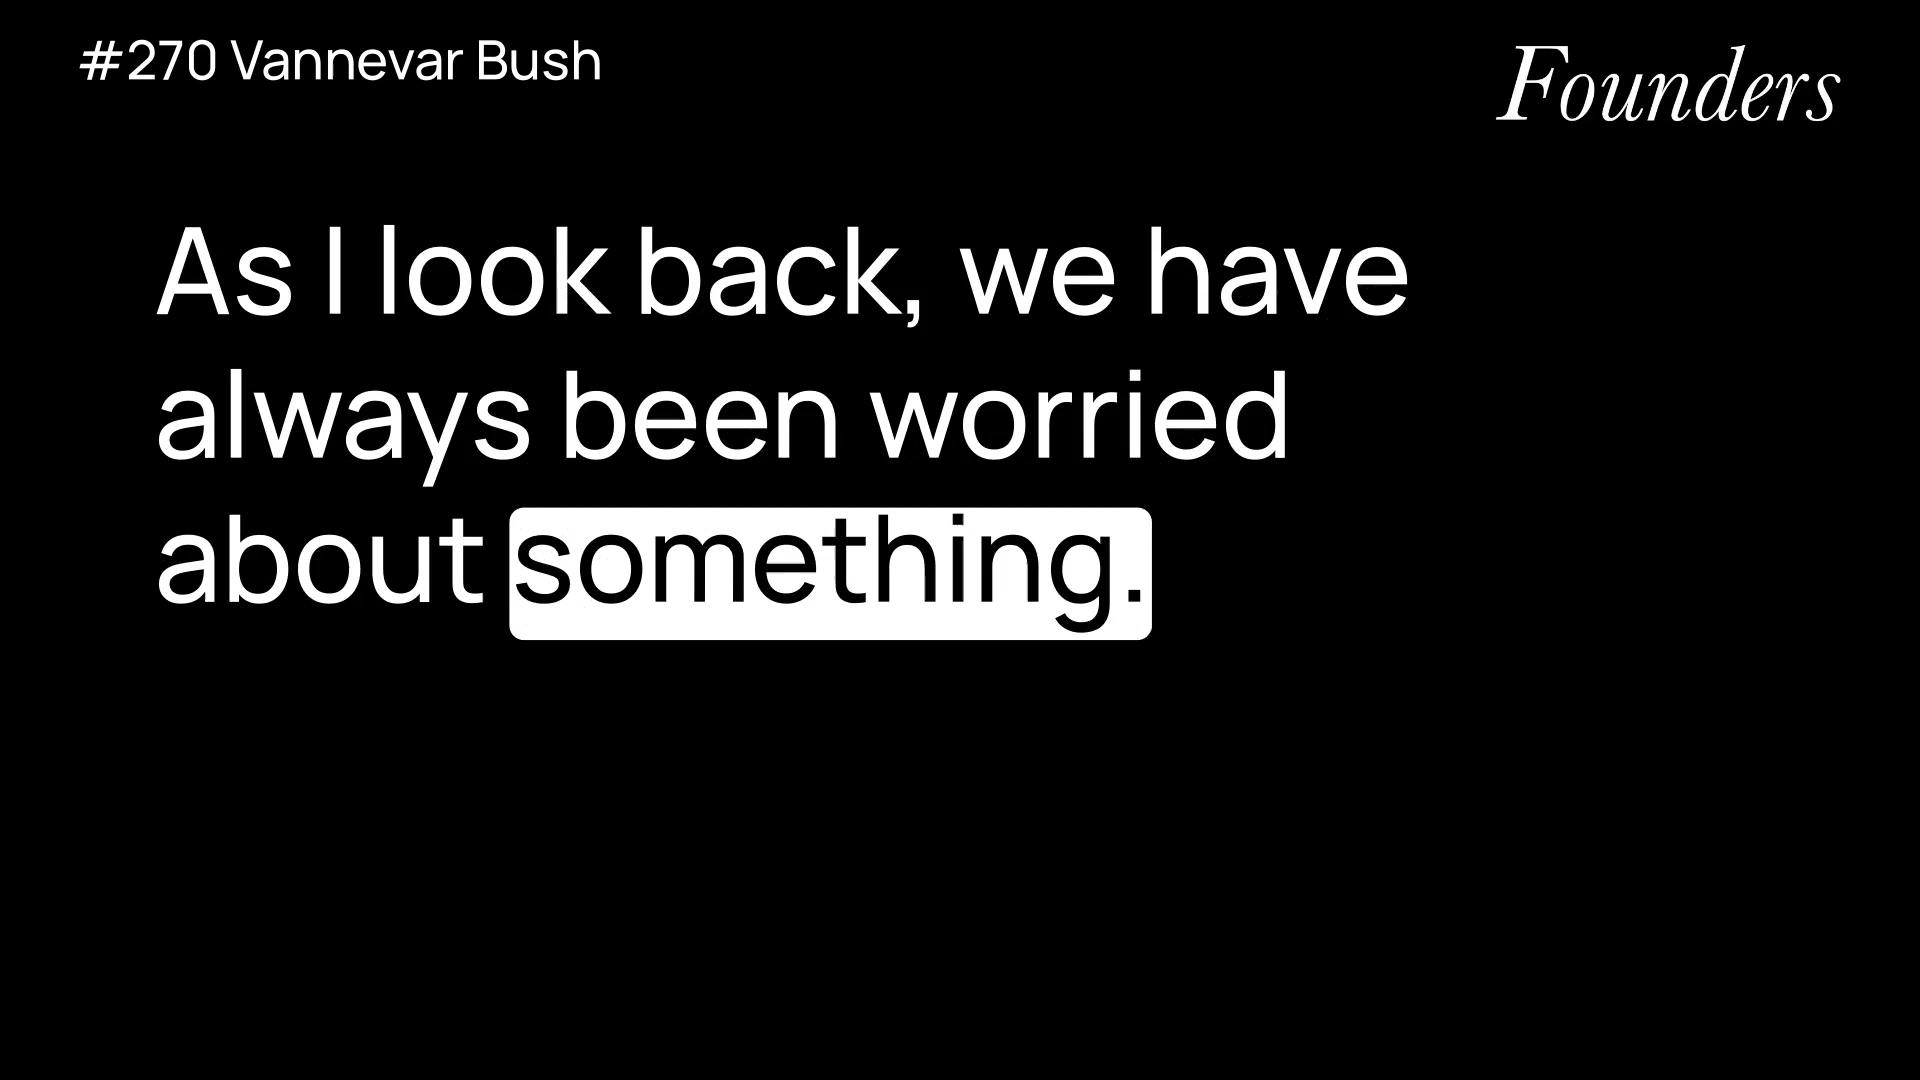 #270 Vannevar Bush
Founders
As I look back, we have
always been worried
about something.